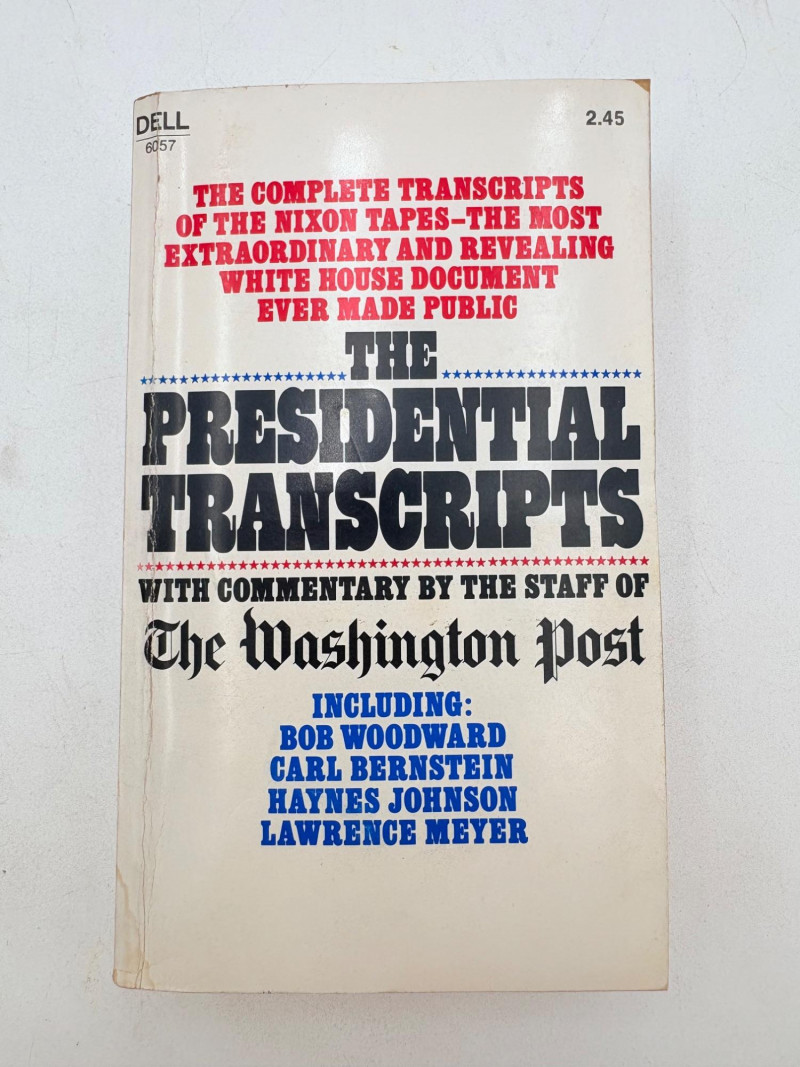 DELL
6057
2.45
THE COMPLETE TRANSCRIPTS
OF THE NIXON TAPES–THE MOST
EXTRAORDINARY AND REVEALING
WHITE HOUSE DOCUMENT
EVER MADE PUBLIC
THE
PRESIDENTIAL
TRANSCRIPTS
WITH COMMENTARY BY THE STAFF OF
The Washington Post
INCLUDING:
BOB WOODWARD
CARL BERNSTEIN
HAYNES JOHNSON
LAWRENCE MEYER